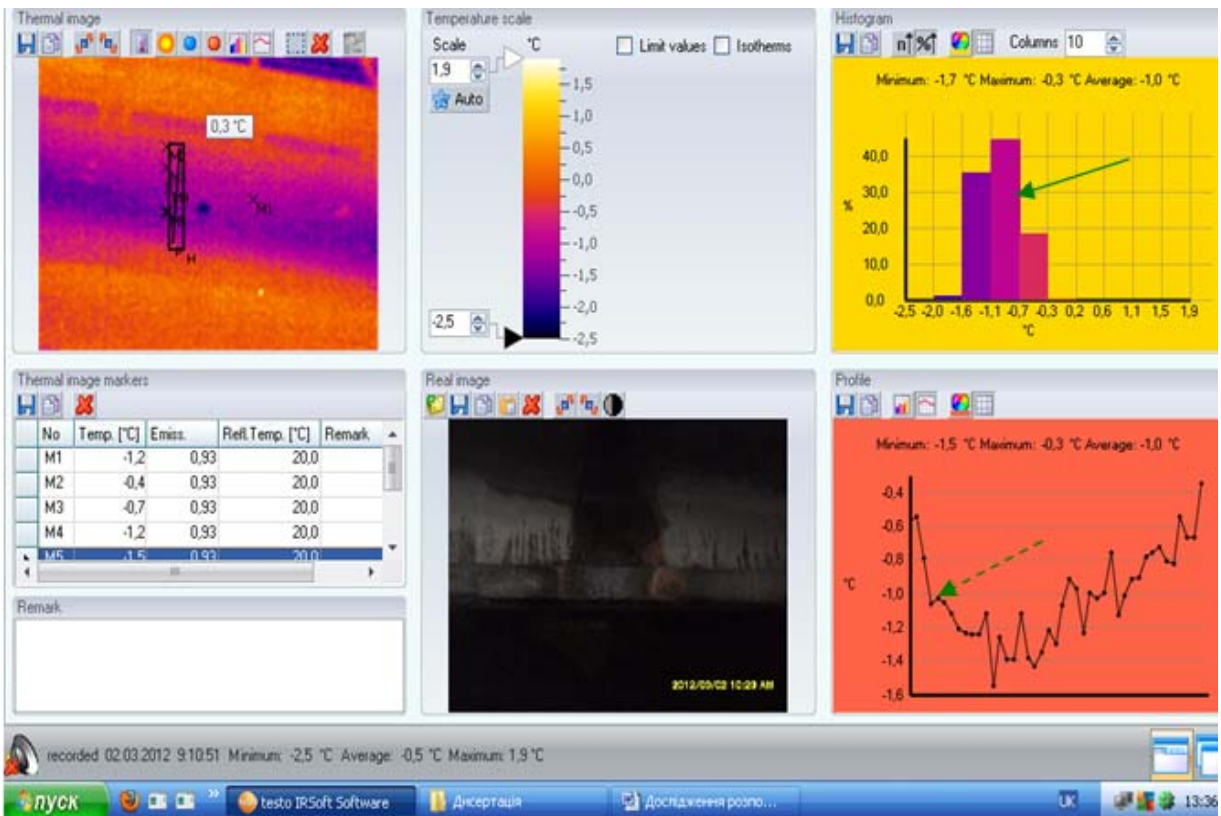 Thermal image
0,3 °C
M1
H
Temperature scale
Scale
1,9
Auto
-2,5
°C
1,5
1,0
0,5
0,0
-0,5
-1,0
-1,5
-2,0
-2,5
Limit values
Isotherms
Histogram
n % Columns 10
Minimum: -1,7 °C Maximum: -0,3 °C Average: -1,0 °C
%
40,0
30,0
20,0
10,0
0,0
-2,5 -2,0 -1,6 -1,1 -0,7 -0,3 0,2 0,6 1,1 1,5 1,9
°C
Thermal image markers
No Temp. [°C] Emiss. Refl.Temp. [°C] Remark
M1 -1,2 0,93 20,0
M2 -0,4 0,93 20,0
M3 -0,7 0,93 20,0
M4 -1,2 0,93 20,0
M5 -1,5 0,93 20,0
Remark
Real image
2012/03/02 10:29 AM
Profile
Minimum: -1,5 °C Maximum: -0,3 °C Average: -1,0 °C
°C
-0,4
-0,6
-0,8
-1,0
-1,2
-1,4
-1,6
recorded 02.03.2012 9:10:51 Minimum: -2,5 °C Average: -0,5 °C Maximum: 1,9 °C
пуск
testo IRSoft Software
Дисертація
Дослідження розпо...
UK
13:36